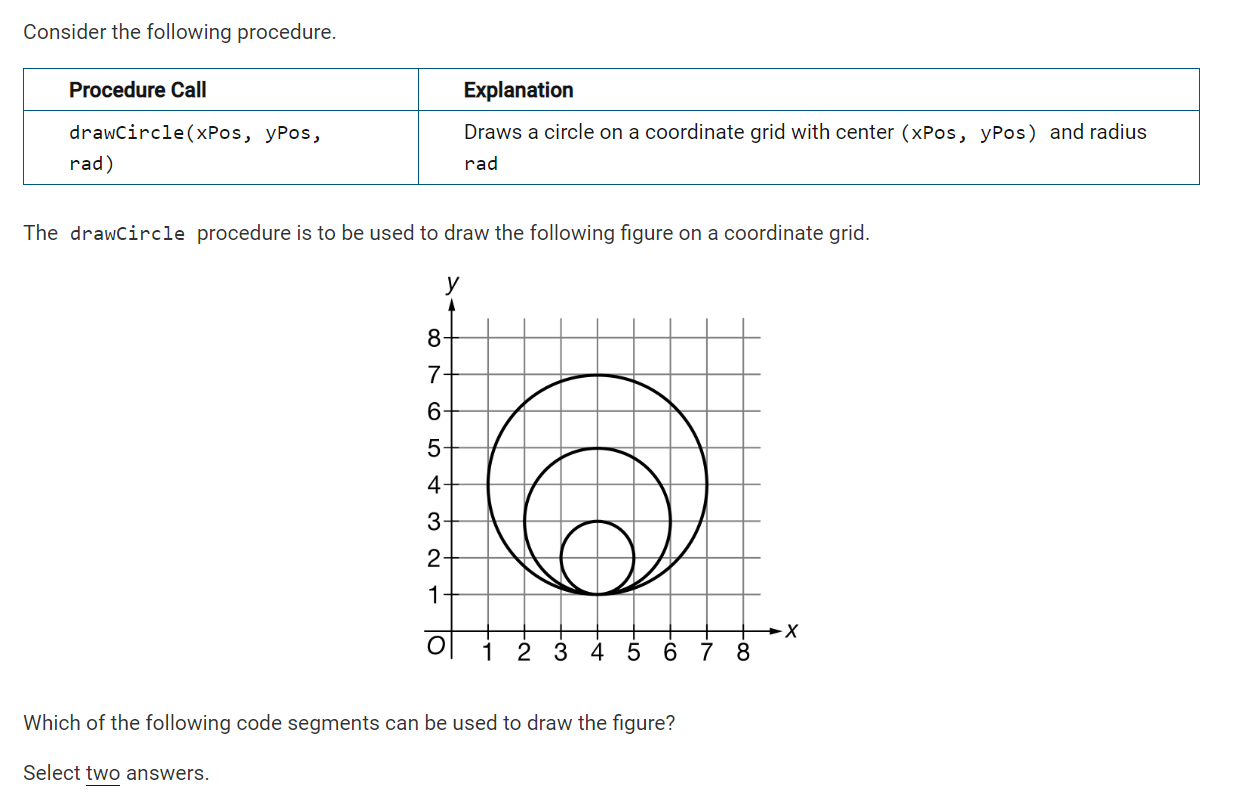 Consider the following procedure.
Procedure Call
Explanation
drawCircle(xPos, yPos,
rad)
Draws a circle on a coordinate grid with center (xPos, yPos) and radius
rad
The drawCircle procedure is to be used to draw the following figure on a coordinate grid.
y
8
7
6
5
4
3
2
1
x
O 1 2 3 4 5 6 7 8
Which of the following code segments can be used to draw the figure?
Select two answers.